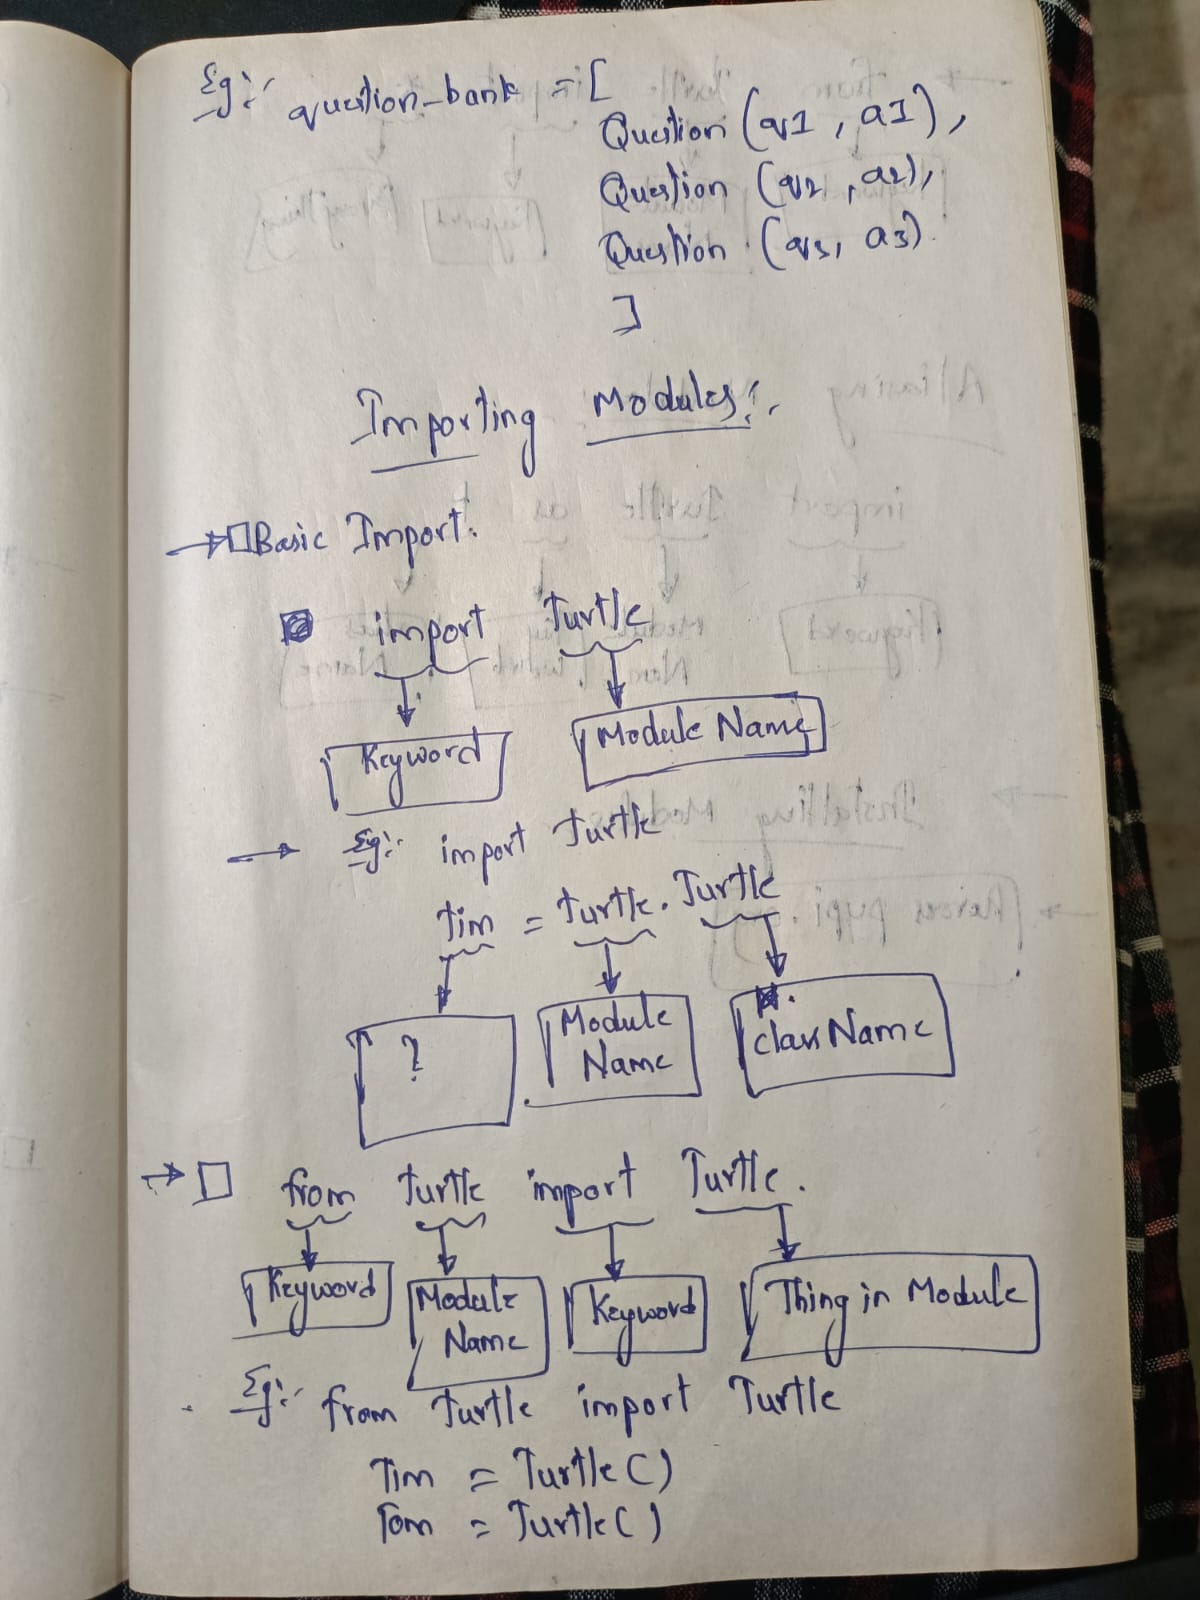 Eg:- question_bank = [
Question (q1, a1),
Question (q2, a2),
Question (q3, a3).
]
Importing Modules:-
→ □ Basic Import.
import turtle
Keyword Module Name
→ Eg:- import turtle
tim = turtle. Turtle
? Module Name class Name
→ □ from turtle import Turtle.
Keyword Module Name Keyword Thing in Module
Eg:- from turtle import Turtle
Tim = Turtle()
Tom = Turtle()